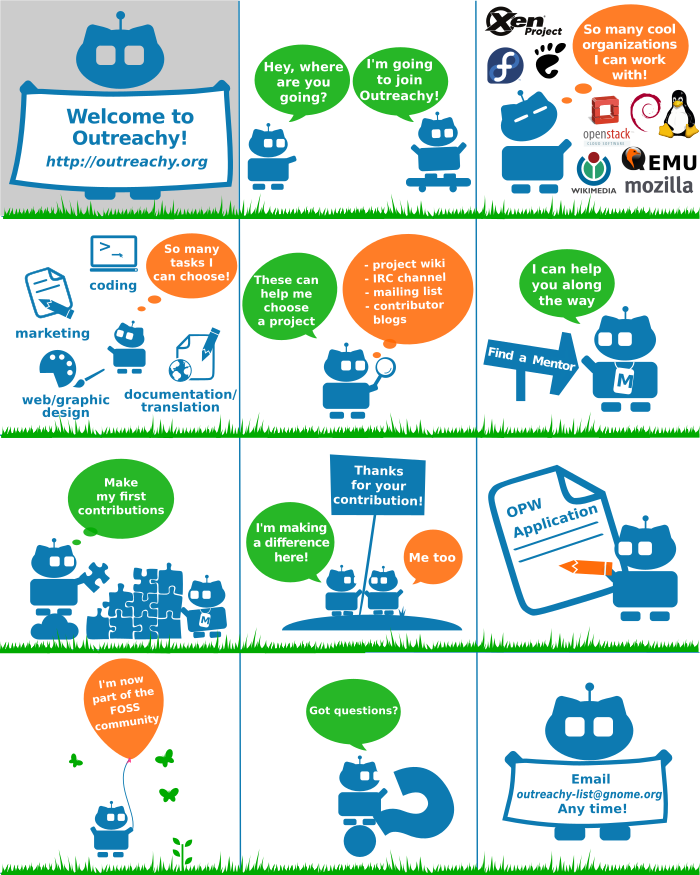 Welcome to
Outreachy!
http://outreachy.org
Hey, where
are you
going?
I'm going
to join
Outreachy!
Xen
Project
So many cool
organizations
I can work
with!
openstack
CLOUD SOFTWARE
WIKIMEDIA
QEMU
mozilla
So many
tasks I
can choose!
>_
coding
marketing
web/graphic
design
documentation/
translation
These can
help me
choose
a project
- project wiki
- IRC channel
- mailing list
- contributor
blogs
I can help
you along
the way
Find a Mentor
M
Make
my first
contributions
M
Thanks
for your
contribution!
I'm making
a difference
here!
Me too
OPW
Application
I'm now
part of the
FOSS
community
Got questions?
Email
outreachy-list@gnome.org
Any time!